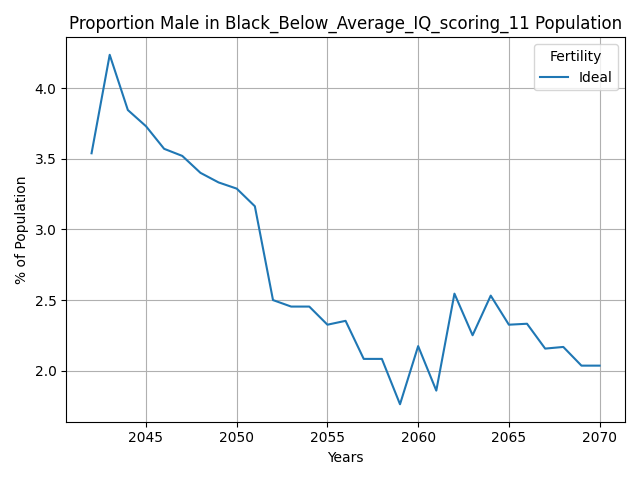 Proportion Male in Black_Below_Average_IQ_scoring_11 Population
Fertility
Ideal
% of Population
4.0
3.5
3.0
2.5
2.0
2045 2050 2055 2060 2065 2070
Years